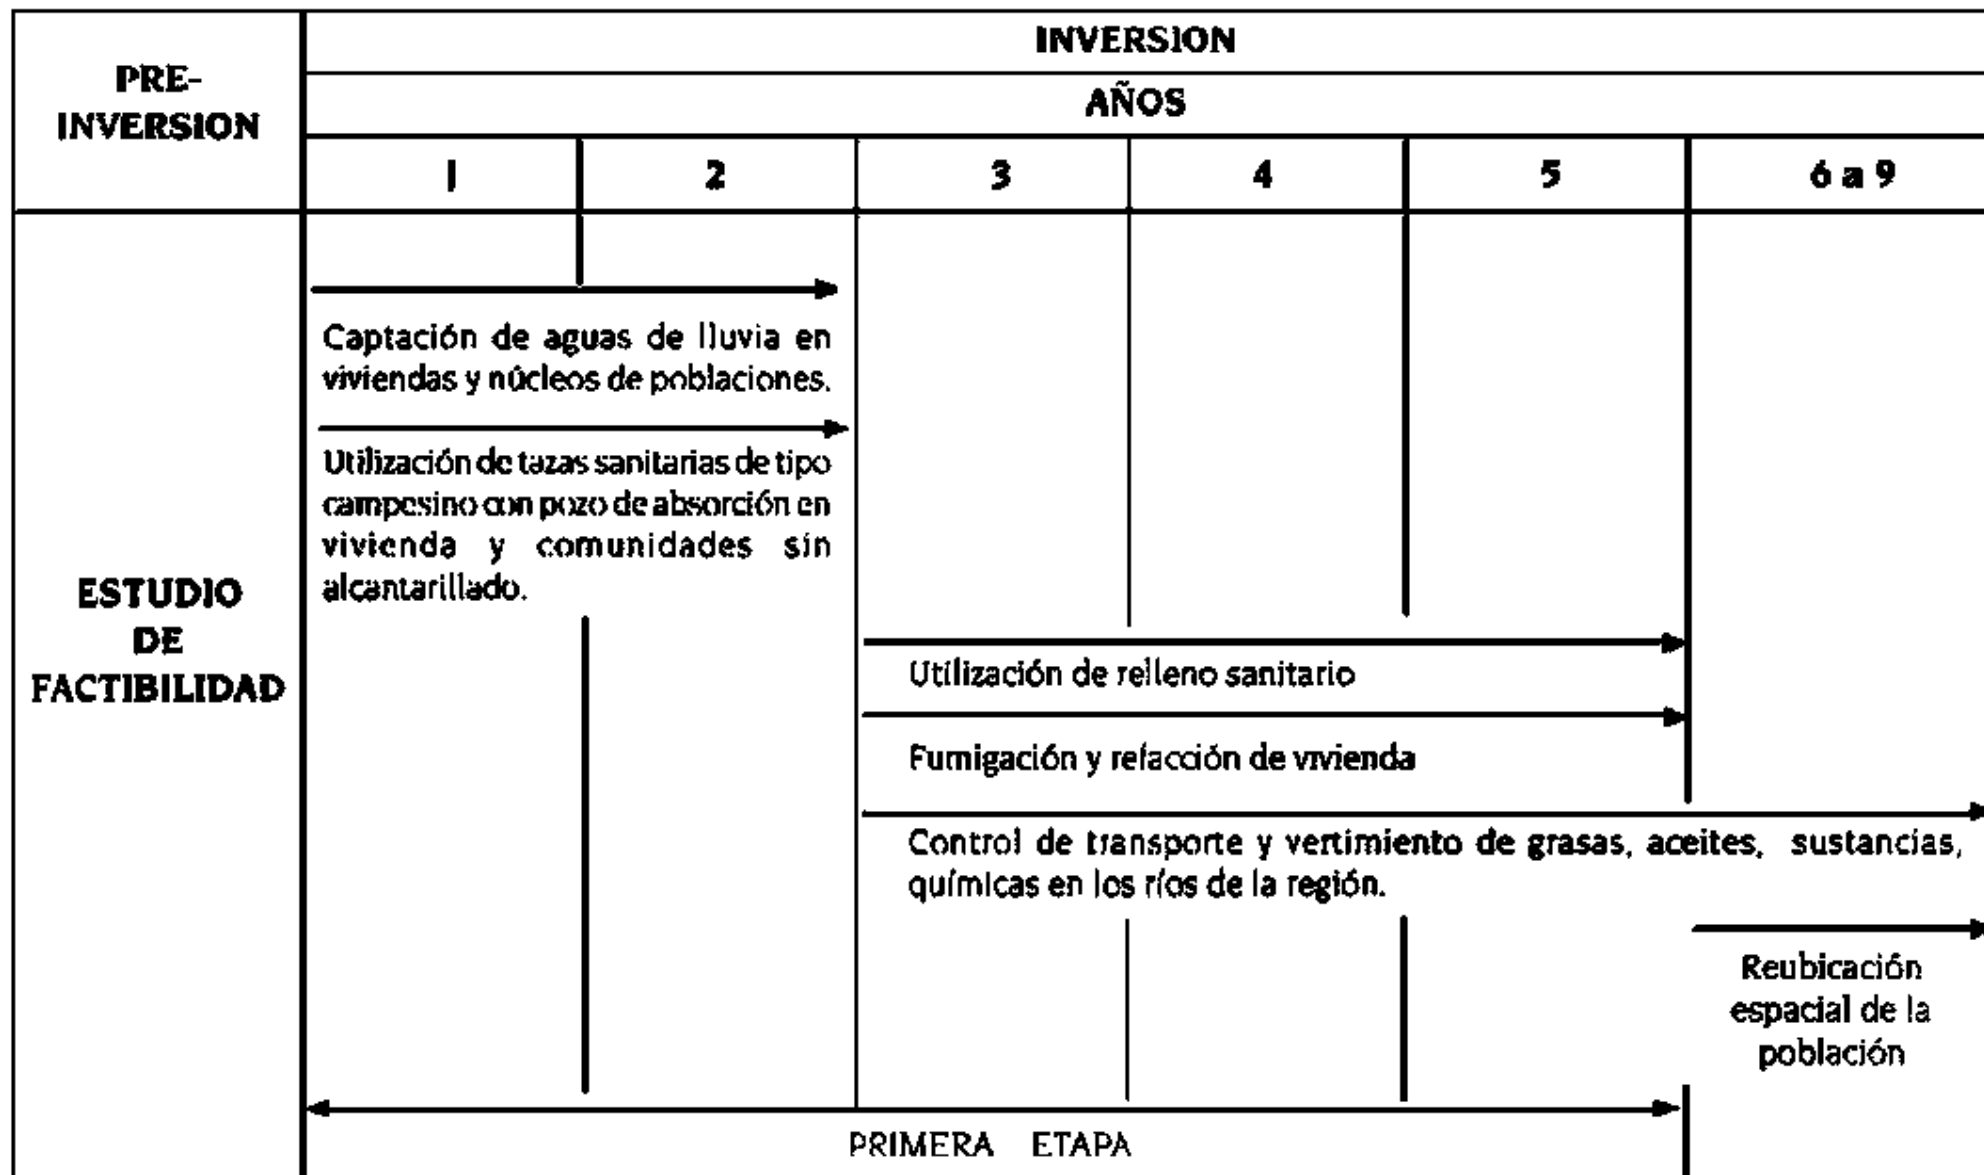 PRE-
INVERSION
INVERSION
AÑOS
1
2
3
4
5
6 a 9
ESTUDIO
DE
FACTIBILIDAD
Captación de aguas de lluvia en
viviendas y núcleos de poblaciones.
Utilización de tazas sanitarias de tipo
campesino con pozo de absorción en
vivienda y comunidades sin
alcantarillado.
Utilización de relleno sanitario
Fumigación y refacción de vivienda
Control de transporte y vertimiento de grasas, aceites, sustancias,
químicas en los ríos de la región.
Reubicación
espacial de la
población
PRIMERA ETAPA